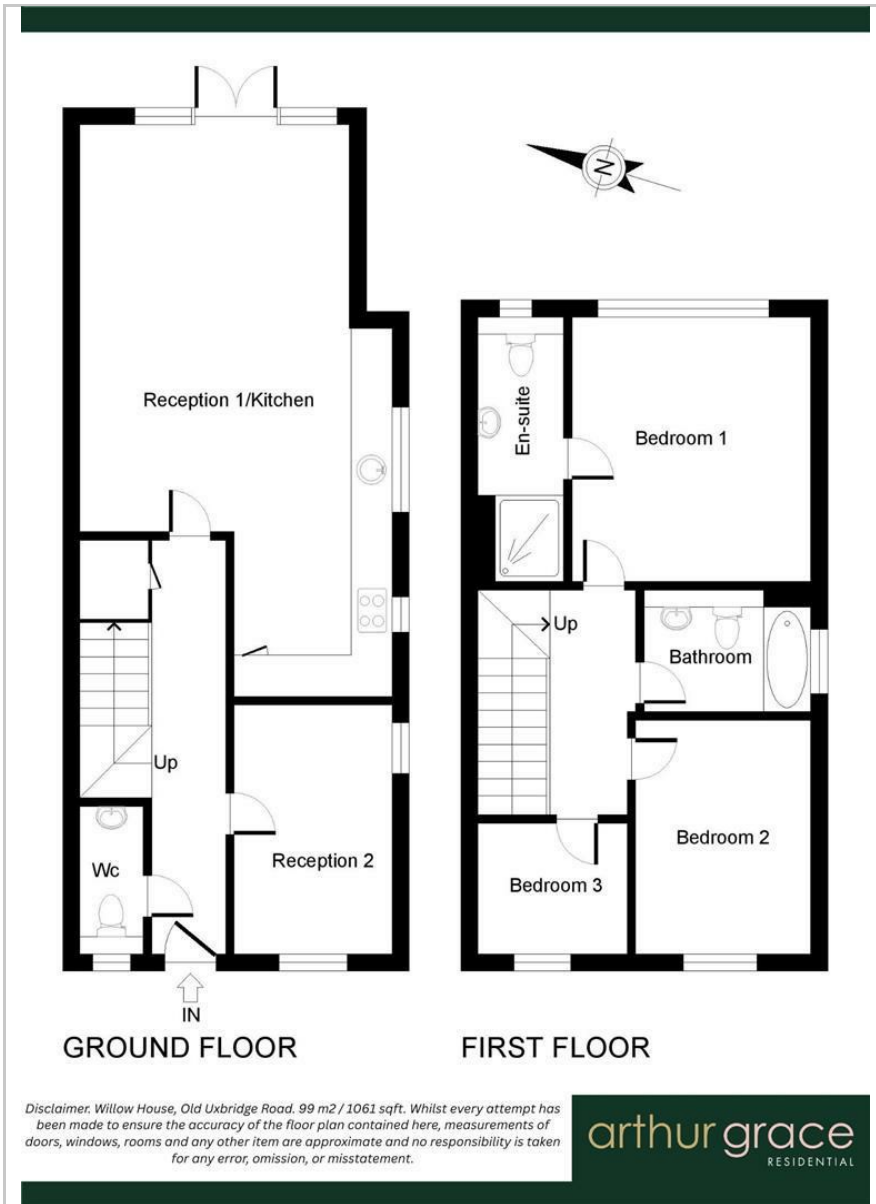 N
Reception 1/Kitchen
Up
Wc
Reception 2
IN
GROUND FLOOR
En-suite
Bedroom 1
Up
Bathroom
Bedroom 2
Bedroom 3
FIRST FLOOR
Disclaimer. Willow House, Old Uxbridge Road. 99 m2 / 1061 sqft. Whilst every attempt has
been made to ensure the accuracy of the floor plan contained here, measurements of
doors, windows, rooms and any other item are approximate and no responsibility is taken
for any error, omission, or misstatement.
arthur grace
RESIDENTIAL